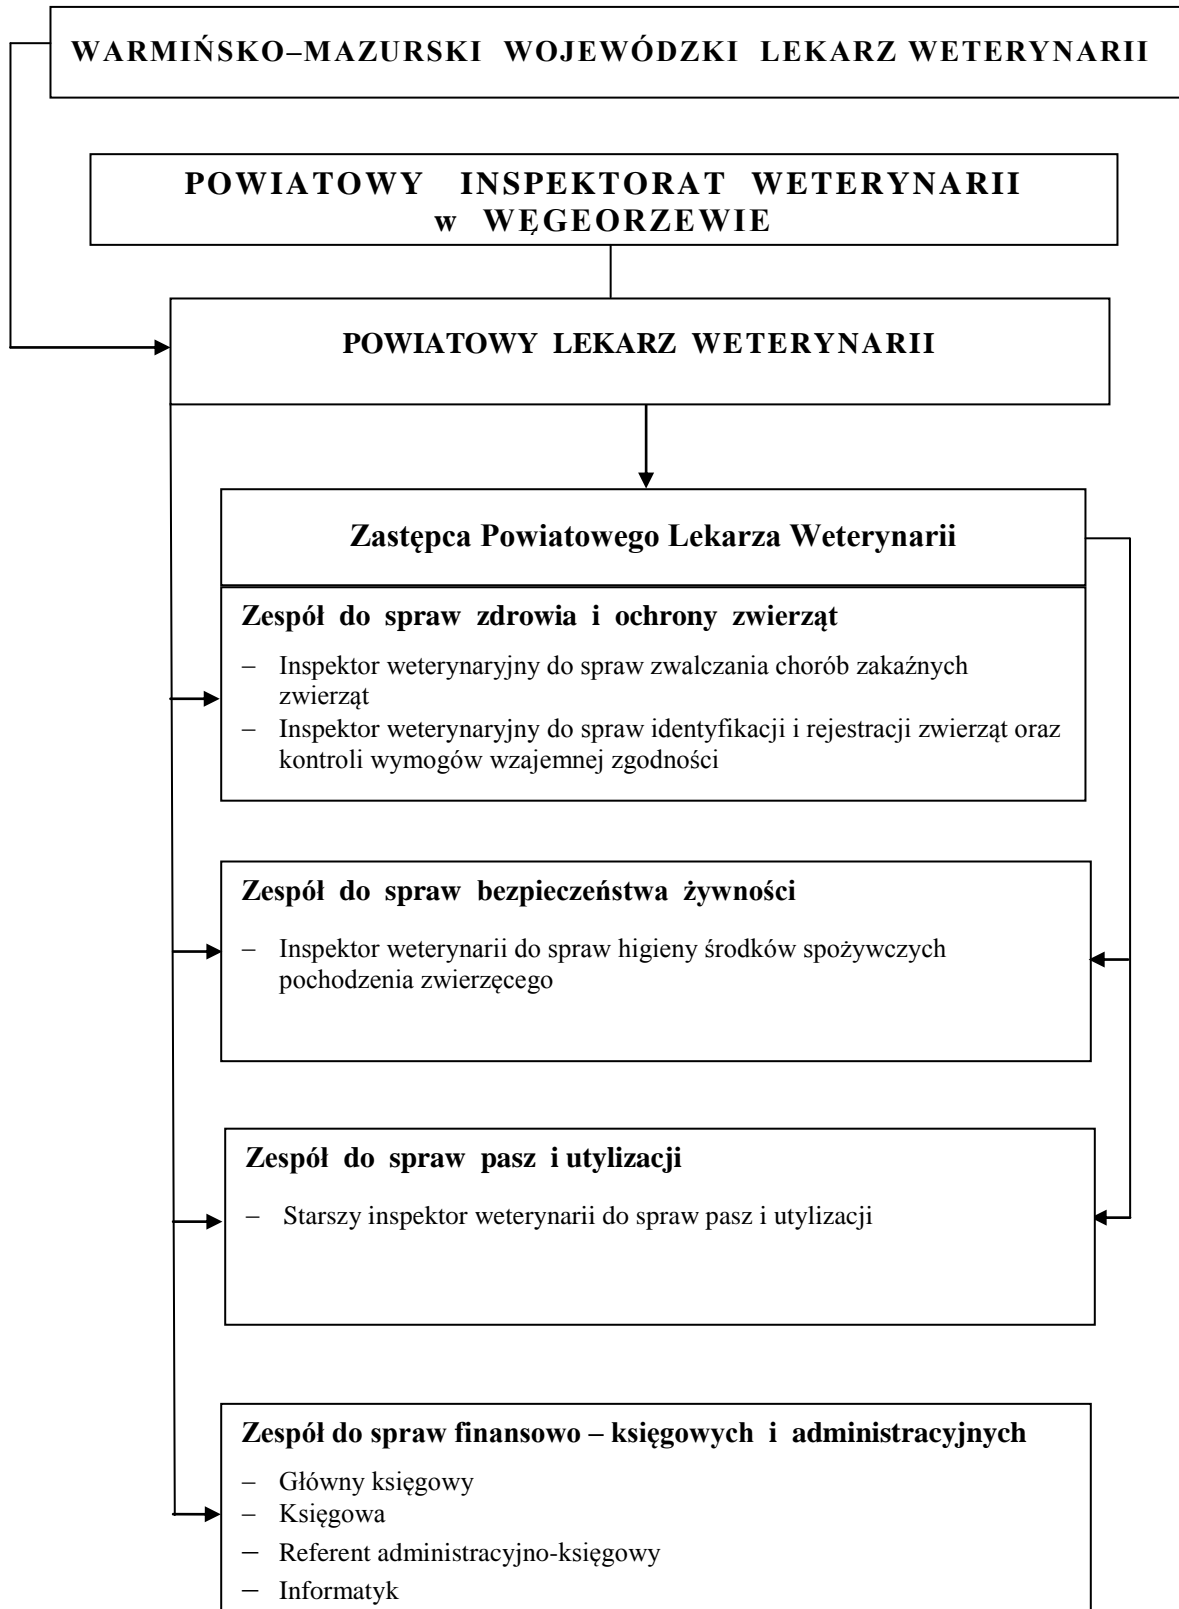 WARMIŃSKO–MAZURSKI WOJEWÓDZKI LEKARZ WETERYNARII
POWIATOWY INSPEKTORAT WETERYNARII
w WĘGEORZEWIE
POWIATOWY LEKARZ WETERYNARII
Zastępca Powiatowego Lekarza Weterynarii
Zespół do spraw zdrowia i ochrony zwierząt
– Inspektor weterynaryjny do spraw zwalczania chorób zakaźnych
zwierząt
– Inspektor weterynaryjny do spraw identyfikacji i rejestracji zwierząt oraz
kontroli wymogów wzajemnej zgodności
Zespół do spraw bezpieczeństwa żywności
– Inspektor weterynarii do spraw higieny środków spożywczych
pochodzenia zwierzęcego
Zespół do spraw pasz i utylizacji
– Starszy inspektor weterynarii do spraw pasz i utylizacji
Zespół do spraw finansowo – księgowych i administracyjnych
– Główny księgowy
– Księgowa
– Referent administracyjno-księgowy
– Informatyk